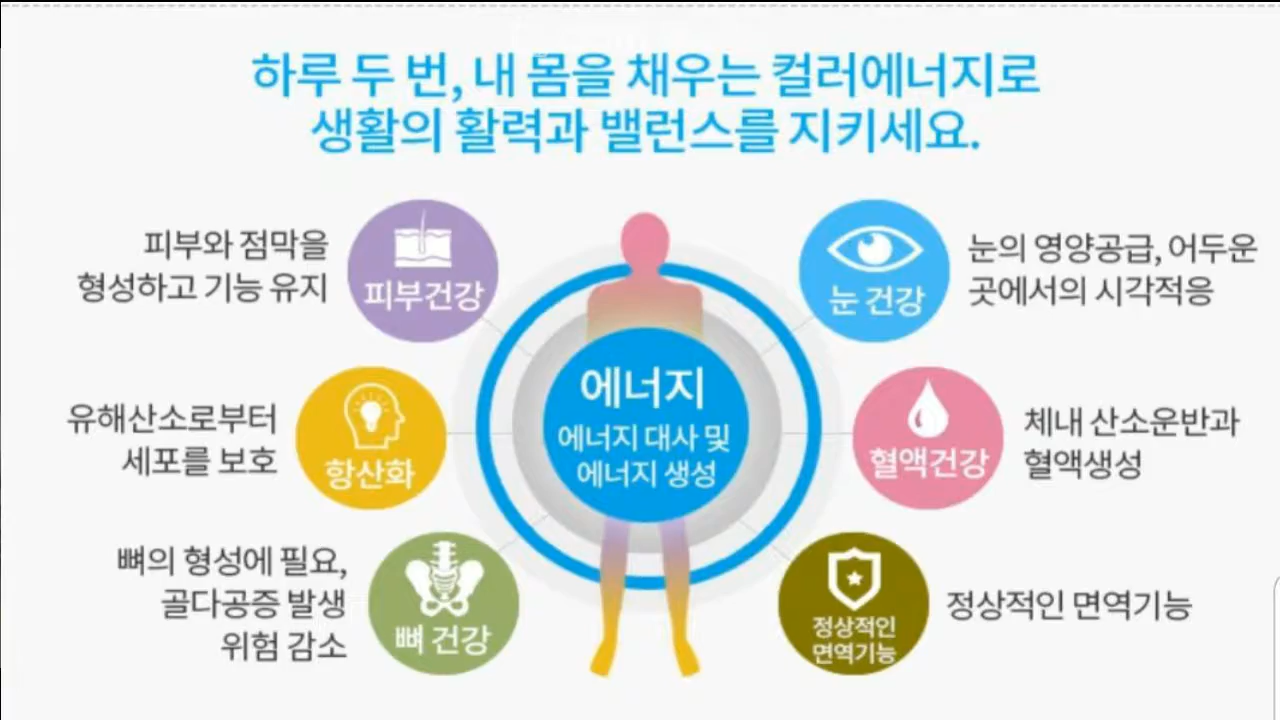 하루 두 번, 내 몸을 채우는 컬러에너지로
생활의 활력과 밸런스를 지키세요.
피부와 점막을
형성하고 기능 유지
피부건강
눈 건강
눈의 영양공급, 어두운
곳에서의 시각적응
에너지
에너지 대사 및
에너지 생성
유해산소로부터
세포를 보호
항산화
혈액건강
체내 산소운반과
혈액생성
뼈의 형성에 필요,
골다공증 발생
위험 감소
뼈 건강
정상적인
면역기능
정상적인 면역기능